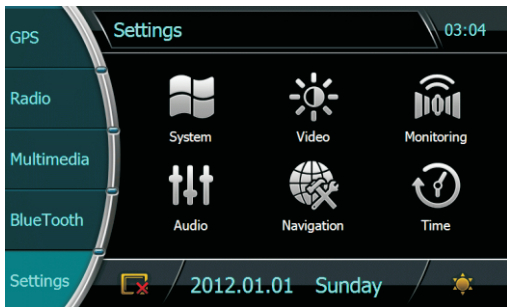 GPS
Radio
Multimedia
BlueTooth
Settings
Settings
03:04
System
Video
Monitoring
Audio
Navigation
Time
2012.01.01 Sunday